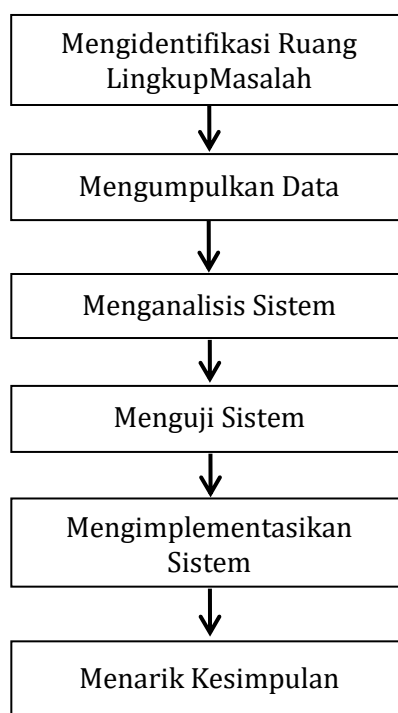 Mengidentifikasi Ruang
LingkupMasalah
Mengumpulkan Data
Menganalisis Sistem
Menguji Sistem
Mengimplementasikan
Sistem
Menarik Kesimpulan